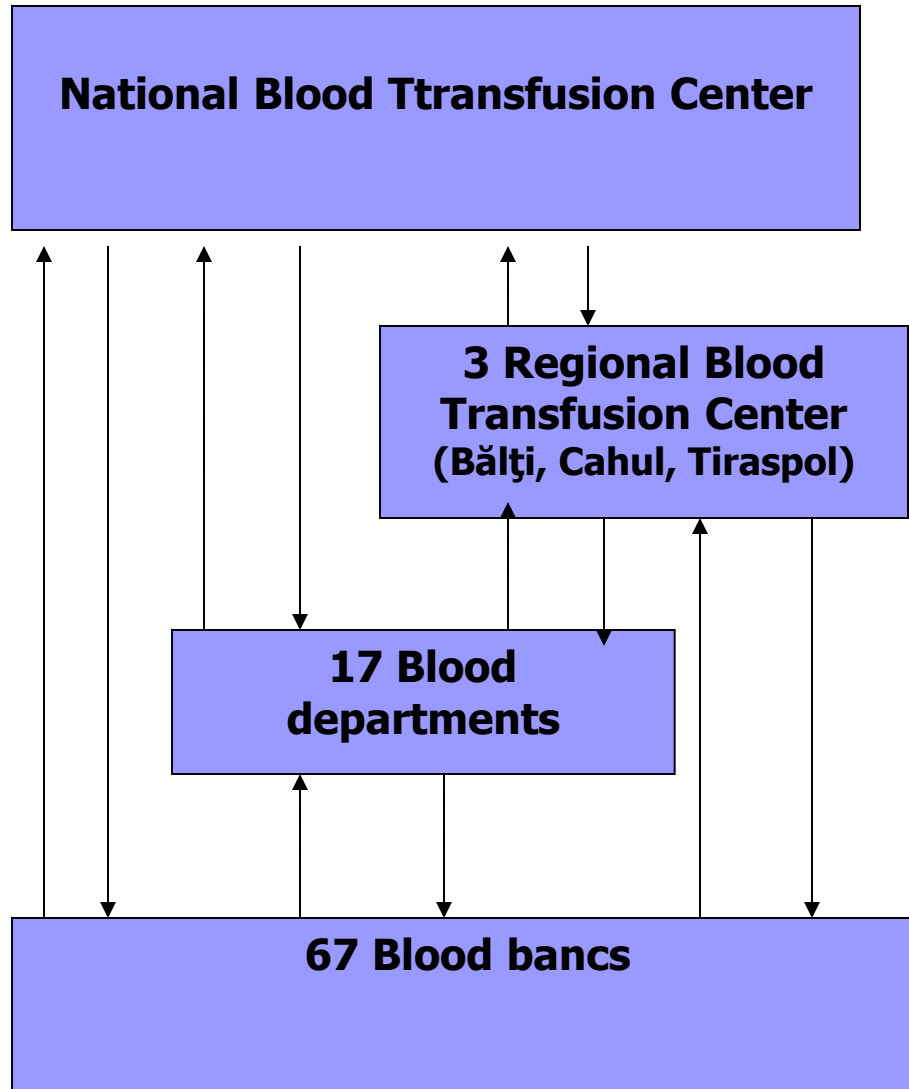 National Blood Ttransfusion Center
3 Regional Blood
Transfusion Center
(Bălţi, Cahul, Tiraspol)
17 Blood
departments
67 Blood bancs